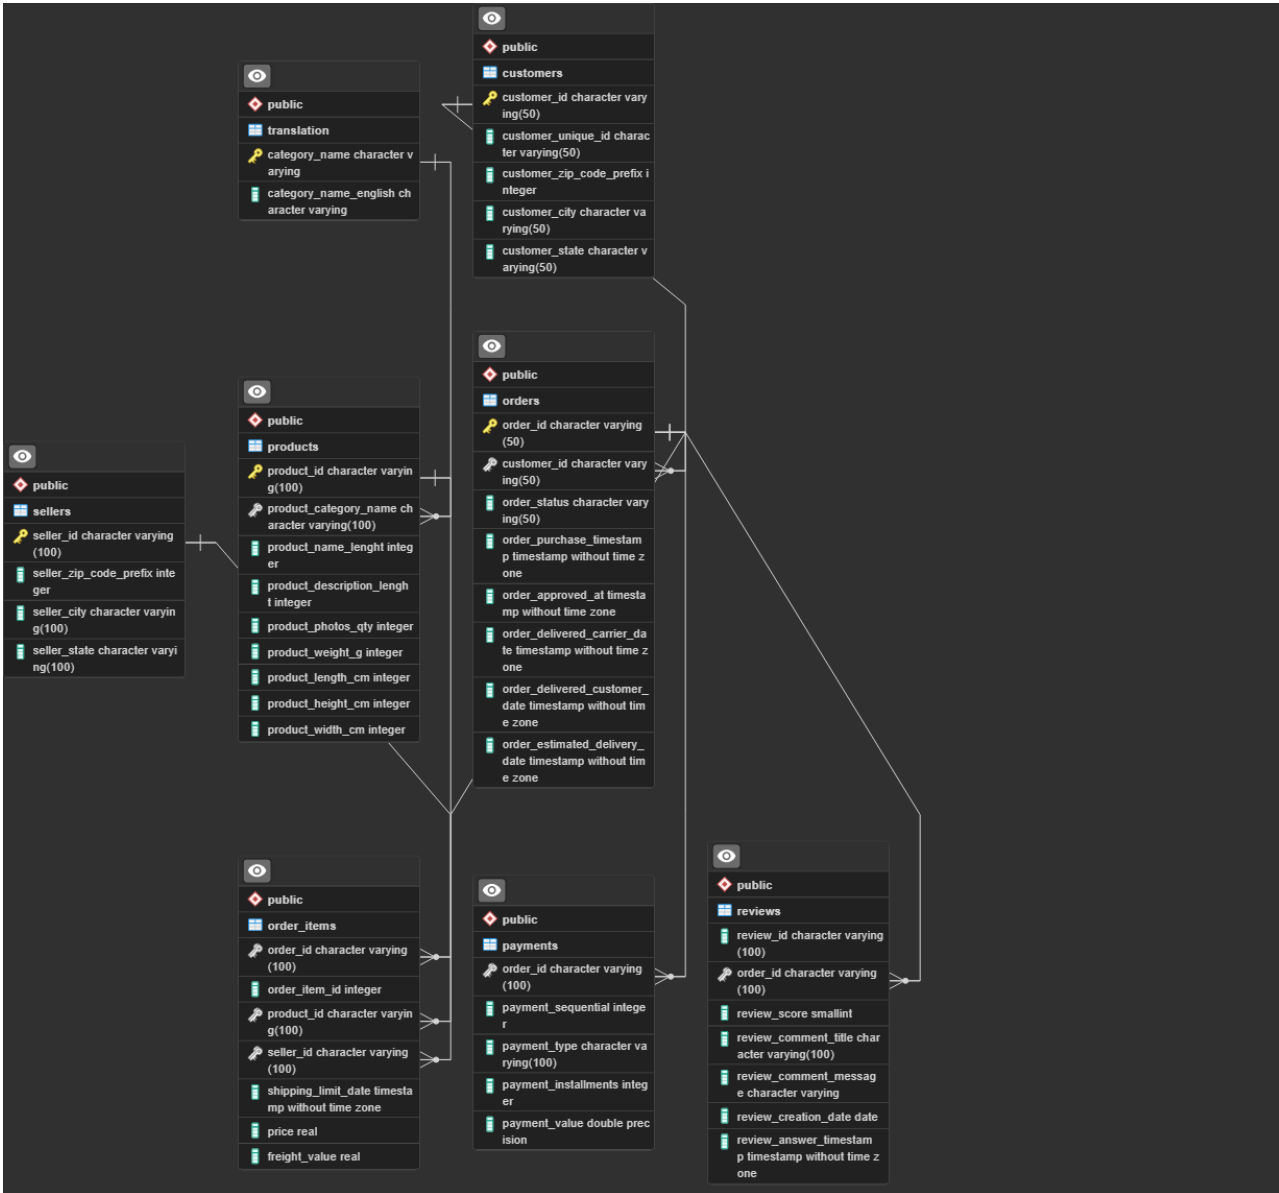 public
customers
customer_id character vary
ing(50)
customer_unique_id charac
ter varying(50)
customer_zip_code_prefix i
nteger
customer_city character va
rying(50)
customer_state character v
arying(50)
public
translation
category_name character v
arying
category_name_english ch
aracter varying
public
orders
order_id character varying
(50)
customer_id character vary
ing(50)
order_status character vary
ing(50)
order_purchase_timestam
p timestamp without time z
one
order_approved_at timesta
mp without time zone
order_delivered_carrier_da
te timestamp without time z
one
order_delivered_customer_
date timestamp without tim
e zone
order_estimated_delivery_
date timestamp without tim
e zone
public
products
product_id character varyin
g(100)
product_category_name ch
aracter varying(100)
product_name_lenght integ
er
product_description_lengh
t integer
product_photos_qty integer
product_weight_g integer
product_length_cm integer
product_height_cm integer
product_width_cm integer
public
sellers
seller_id character varying
(100)
seller_zip_code_prefix inte
ger
seller_city character varyin
g(100)
seller_state character varyi
ng(100)
public
order_items
order_id character varying
(100)
order_item_id integer
product_id character varyin
g(100)
seller_id character varying
(100)
shipping_limit_date timesta
mp without time zone
price real
freight_value real
public
payments
order_id character varying
(100)
payment_sequential intege
r
payment_type character va
rying(100)
payment_installments integ
er
payment_value double prec
ision
public
reviews
review_id character varying
(100)
order_id character varying
(100)
review_score smallint
review_comment_title char
acter varying(100)
review_comment_messag
e character varying
review_creation_date date
review_answer_timestam
p timestamp without time z
one